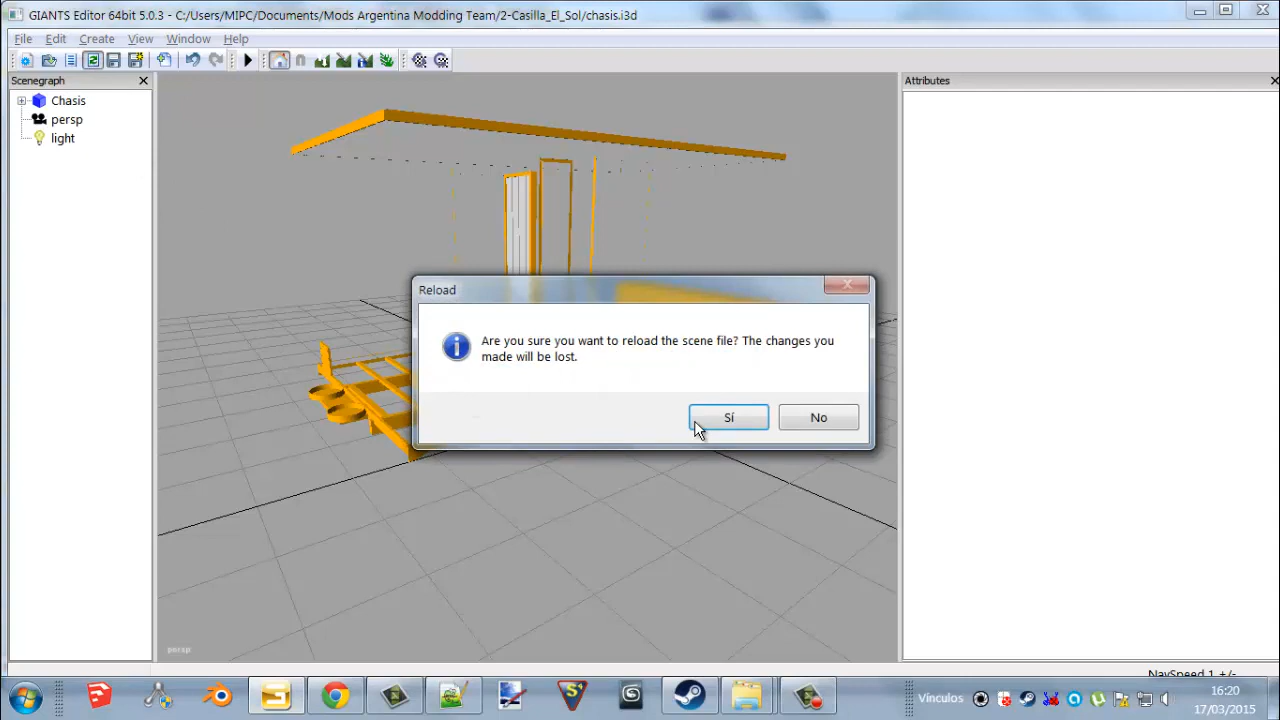 GIANTS Editor 64bit 5.0.3 - C:/Users/MIPC/Documents/Mods Argentina Modding Team/2-Casilla_El_Sol/chasis.i3d
File Edit Create View Window Help
Scenegraph
Attributes
Chasis
persp
light
Reload
Are you sure you want to reload the scene file? The changes you
made will be lost.
Sí
No
persp
NavSpeed 1 +/-
Vínculos
16:20
17/03/2015